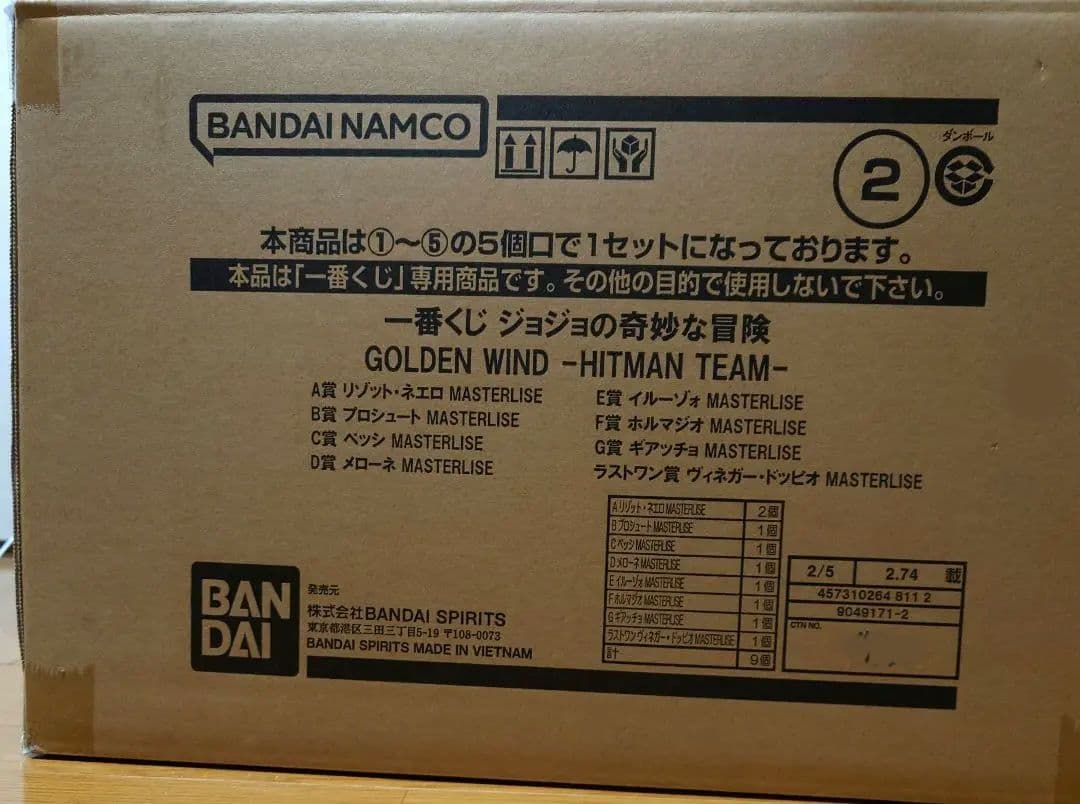 BANDAI NAMCO
ダンボール
2
本商品は①〜⑤の5個口で1セットになっております。
本品は「一番くじ」専用商品です。その他の目的で使用しないで下さい。
一番くじ ジョジョの奇妙な冒険
GOLDEN WIND -HITMAN TEAM-
A賞 リゾット・ネエロ MASTERLISE
B賞 プロシュート MASTERLISE
C賞 ペッシ MASTERLISE
D賞 メローネ MASTERLISE
E賞 イルーゾォ MASTERLISE
F賞 ホルマジオ MASTERLISE
G賞 ギアッチョ MASTERLISE
ラストワン賞 ヴィネガー・ドッピオ MASTERLISE
A リゾット・ネエロ MASTERLISE 2個
B プロシュート MASTERLISE 1個
C ペッシ MASTERLISE 1個
D メローネ MASTERLISE 1個
E イルーゾォ MASTERLISE 1個
F ホルマジオ MASTERLISE 1個
G ギアッチョ MASTERLISE 1個
ラストワン ヴィネガー・ドッピオ MASTERLISE 1個
計 9個
2/5 2.74 載
457310264 811 2
9049171-2
CTN NO.
BAN
DAI
発売元
株式会社BANDAI SPIRITS
東京都港区三田三丁目5-19 〒108-0073
BANDAI SPIRITS MADE IN VIETNAM